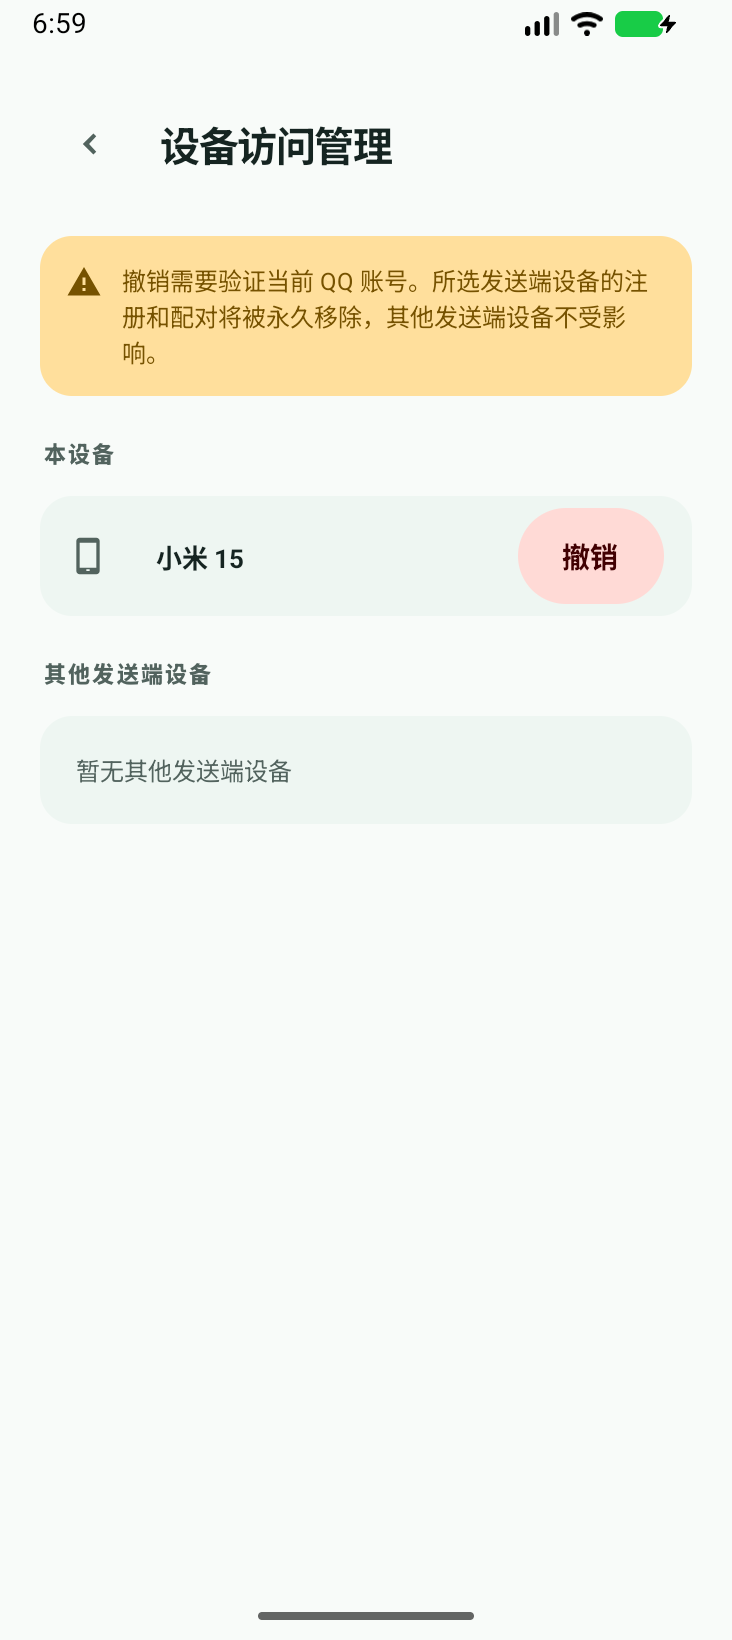 6:59
设备访问管理
撤销需要验证当前 QQ 账号。所选发送端设备的注
册和配对将被永久移除，其他发送端设备不受影
响。
本设备
小米 15
撤销
其他发送端设备
暂无其他发送端设备